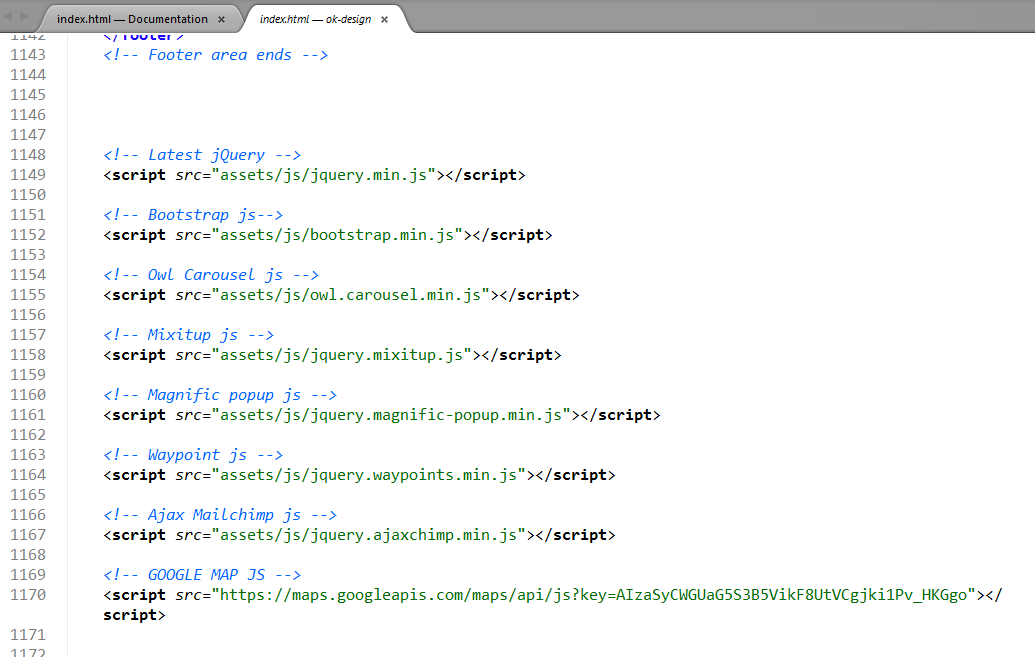 index.html — Documentation × index.html — ok-design ×
1142 </footer>
1143 <!-- Footer area ends -->
1144
1145
1146
1147
1148 <!-- Latest jQuery -->
1149 <script src="assets/js/jquery.min.js"></script>
1150
1151 <!-- Bootstrap js-->
1152 <script src="assets/js/bootstrap.min.js"></script>
1153
1154 <!-- Owl Carousel js -->
1155 <script src="assets/js/owl.carousel.min.js"></script>
1156
1157 <!-- Mixitup js -->
1158 <script src="assets/js/jquery.mixitup.js"></script>
1159
1160 <!-- Magnific popup js -->
1161 <script src="assets/js/jquery.magnific-popup.min.js"></script>
1162
1163 <!-- Waypoint js -->
1164 <script src="assets/js/jquery.waypoints.min.js"></script>
1165
1166 <!-- Ajax Mailchimp js -->
1167 <script src="assets/js/jquery.ajaxchimp.min.js"></script>
1168
1169 <!-- GOOGLE MAP JS -->
1170 <script src="https://maps.googleapis.com/maps/api/js?key=AIzaSyCWGUaG5S3B5VikF8UtVCgjki1Pv_HKGgo"></
script>
1171
1172